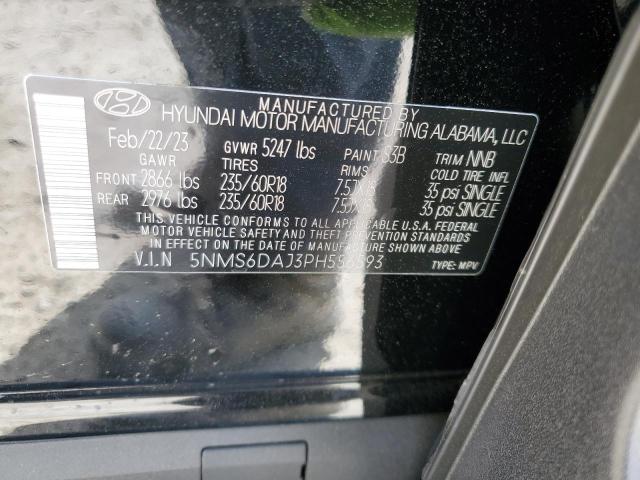 MANUFACTURED BY
HYUNDAI MOTOR MANUFACTURING ALABAMA, LLC
Feb/22/23 GVWR 5247 lbs PAINT S3B TRIM NNB
GAWR TIRES RIMS COLD TIRE INFL
FRONT 2866 lbs 235/60R18 7.5JX18 35 psi SINGLE
REAR 2976 lbs 235/60R18 35 psi SINGLE
THIS VEHICLE CONFORMS TO ALL APPLICABLE U.S.A. FEDERAL
MOTOR VEHICLE SAFETY AND THEFT PREVENTION STANDARDS
IN EFFECT ON THE DATE OF MANUFACTURE SHOWN ABOVE.
V.I.N TYPE: MPV